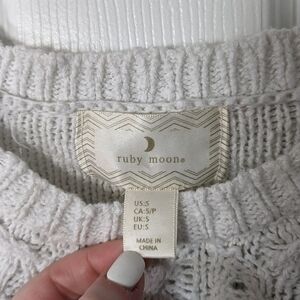 ruby moon®
US:S
CA:S/P
UK:S
EU:S
MADE IN
CHINA